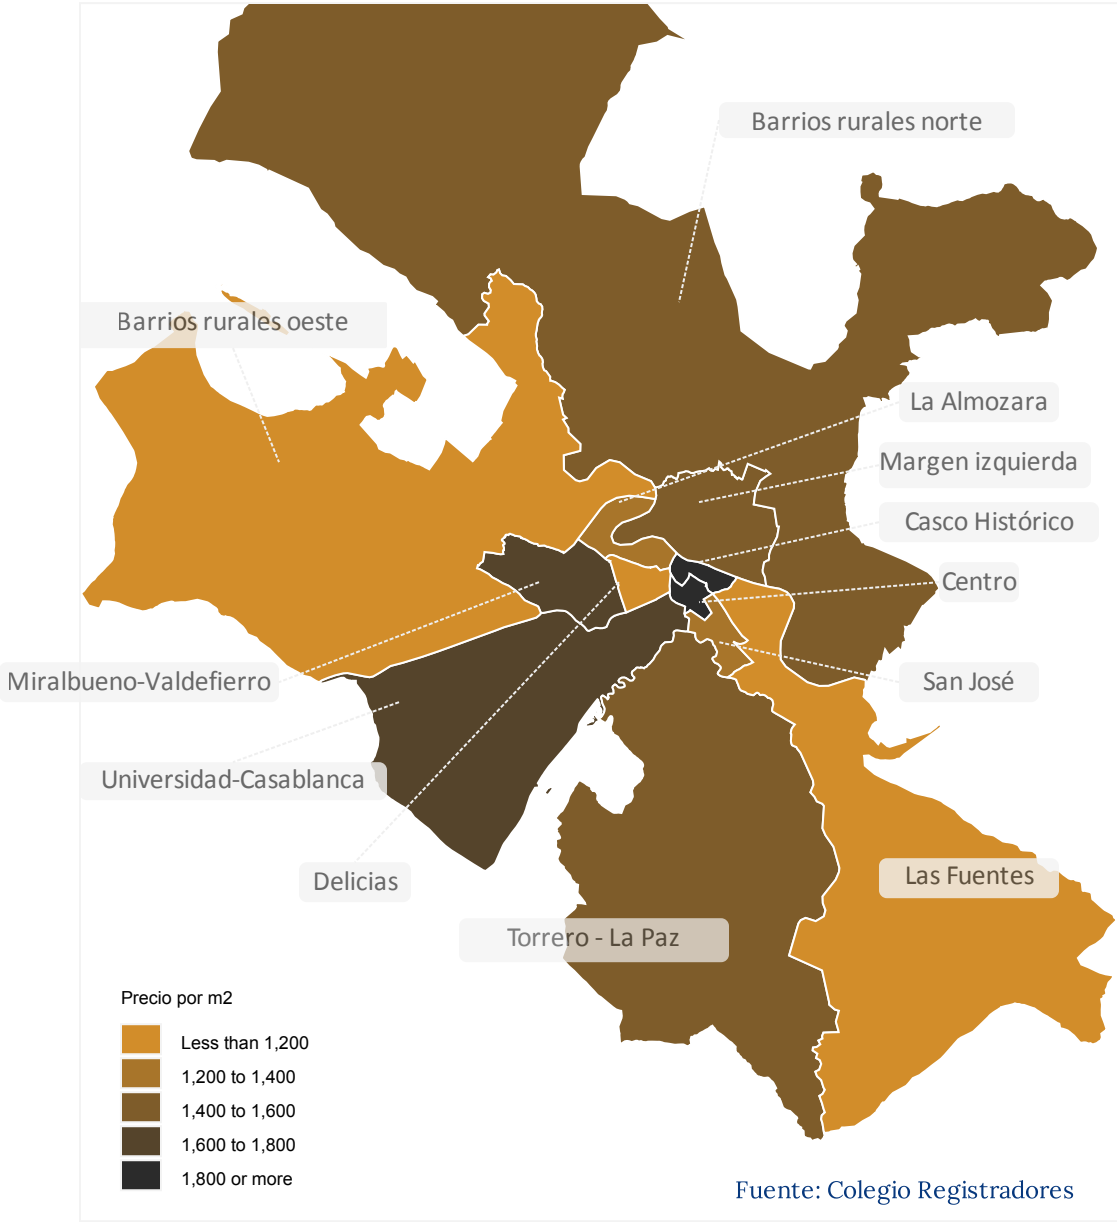 Barrios rurales norte
Barrios rurales oeste
La Almozara
Margen izquierda
Casco Histórico
Centro
Miralbueno-Valdefierro
San José
Universidad-Casablanca
Delicias
Las Fuentes
Torrero - La Paz
Precio por m2
Less than 1,200
1,200 to 1,400
1,400 to 1,600
1,600 to 1,800
1,800 or more
Fuente: Colegio Registradores